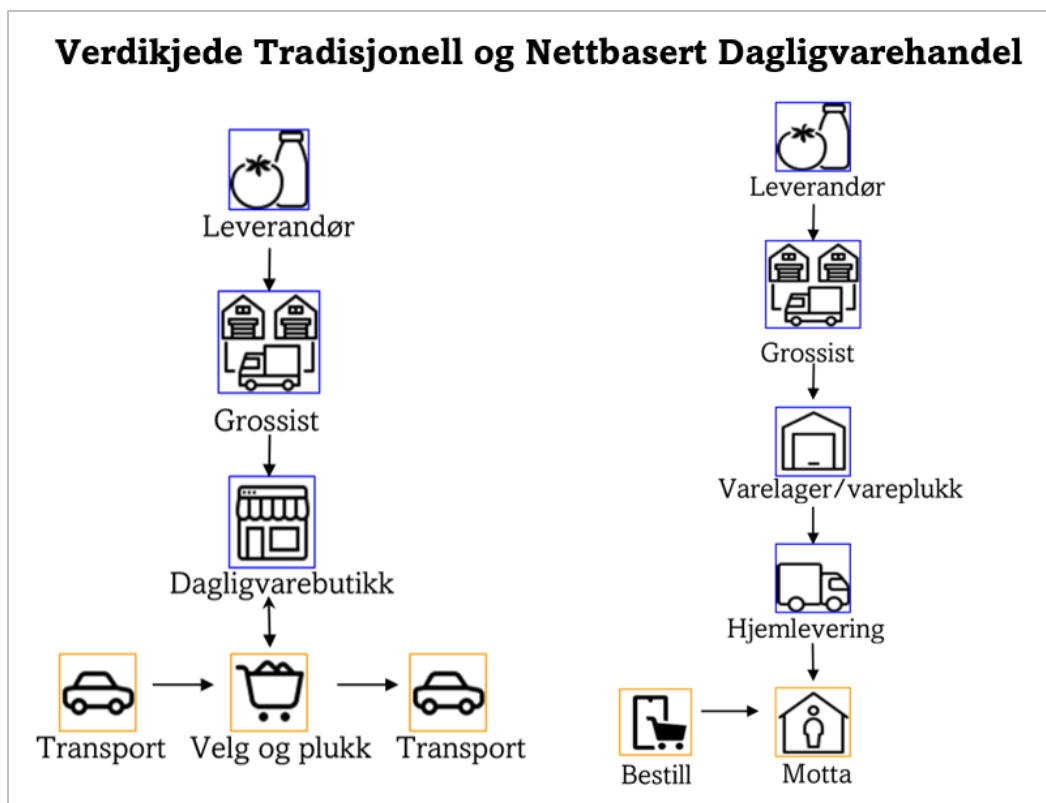 Verdikjede Tradisjonell og Nettbasert Dagligvarehandel
Leverandør
Grossist
Dagligvarebutikk
Transport
Velg og plukk
Transport
Leverandør
Grossist
Varelager/vareplukk
Hjemlevering
Bestill
Motta